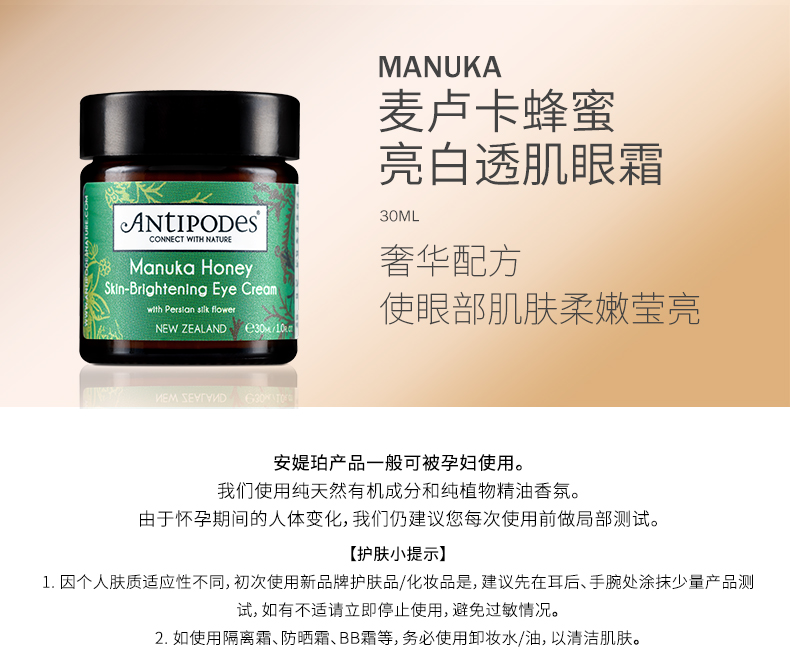 MANUKA
麦卢卡蜂蜜
亮白透肌眼霜
30ML
奢华配方
使眼部肌肤柔嫩莹亮
ANTIPODES®
CONNECT WITH NATURE
Manuka Honey
Skin-Brightening Eye Cream
with Persian silk flower
NEW ZEALAND
℮30ML/1.0
安媞珀产品一般可被孕妇使用。
我们使用纯天然有机成分和纯植物精油香氛。
由于怀孕期间的人体变化,我们仍建议您每次使用前做局部测试。
【护肤小提示】
1. 因个人肤质适应性不同,初次使用新品牌护肤品/化妆品是,建议先在耳后、手腕处涂抹少量产品测
试,如有不适请立即停止使用,避免过敏情况。
2. 如使用隔离霜、防晒霜、BB霜等,务必使用卸妆水/油,以清洁肌肤。